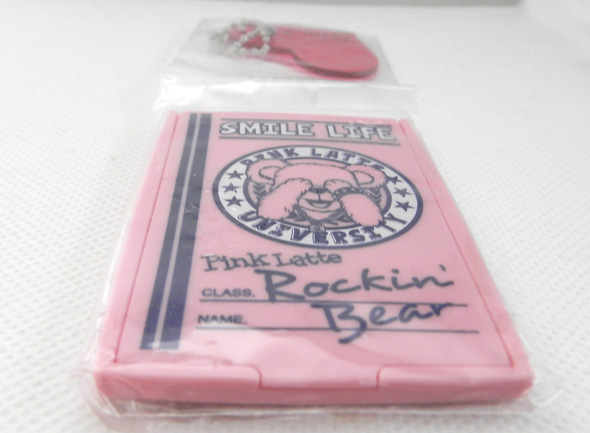 SMILE LIFE
PINK LATTE
UNIVERSITY
Pink Latte
CLASS. Rockin'
NAME. Bear